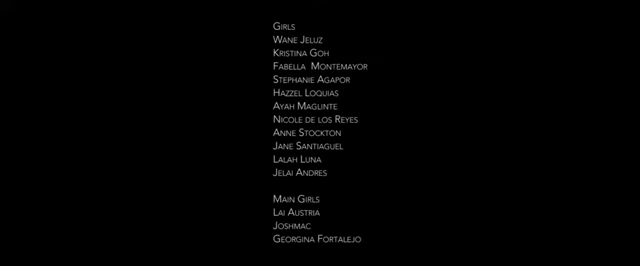 Girls
Wane Jeluz
Kristina Goh
Fabella  Montemayor
Stephanie Agapor
Hazzel Loquias
Ayah Maglinte
Nicole de los Reyes
Anne Stockton
Jane Santiaguel
Lalah Luna
Jelai Andres

Main Girls
Lai Austria
Joshmac
Georgina Fortalejo